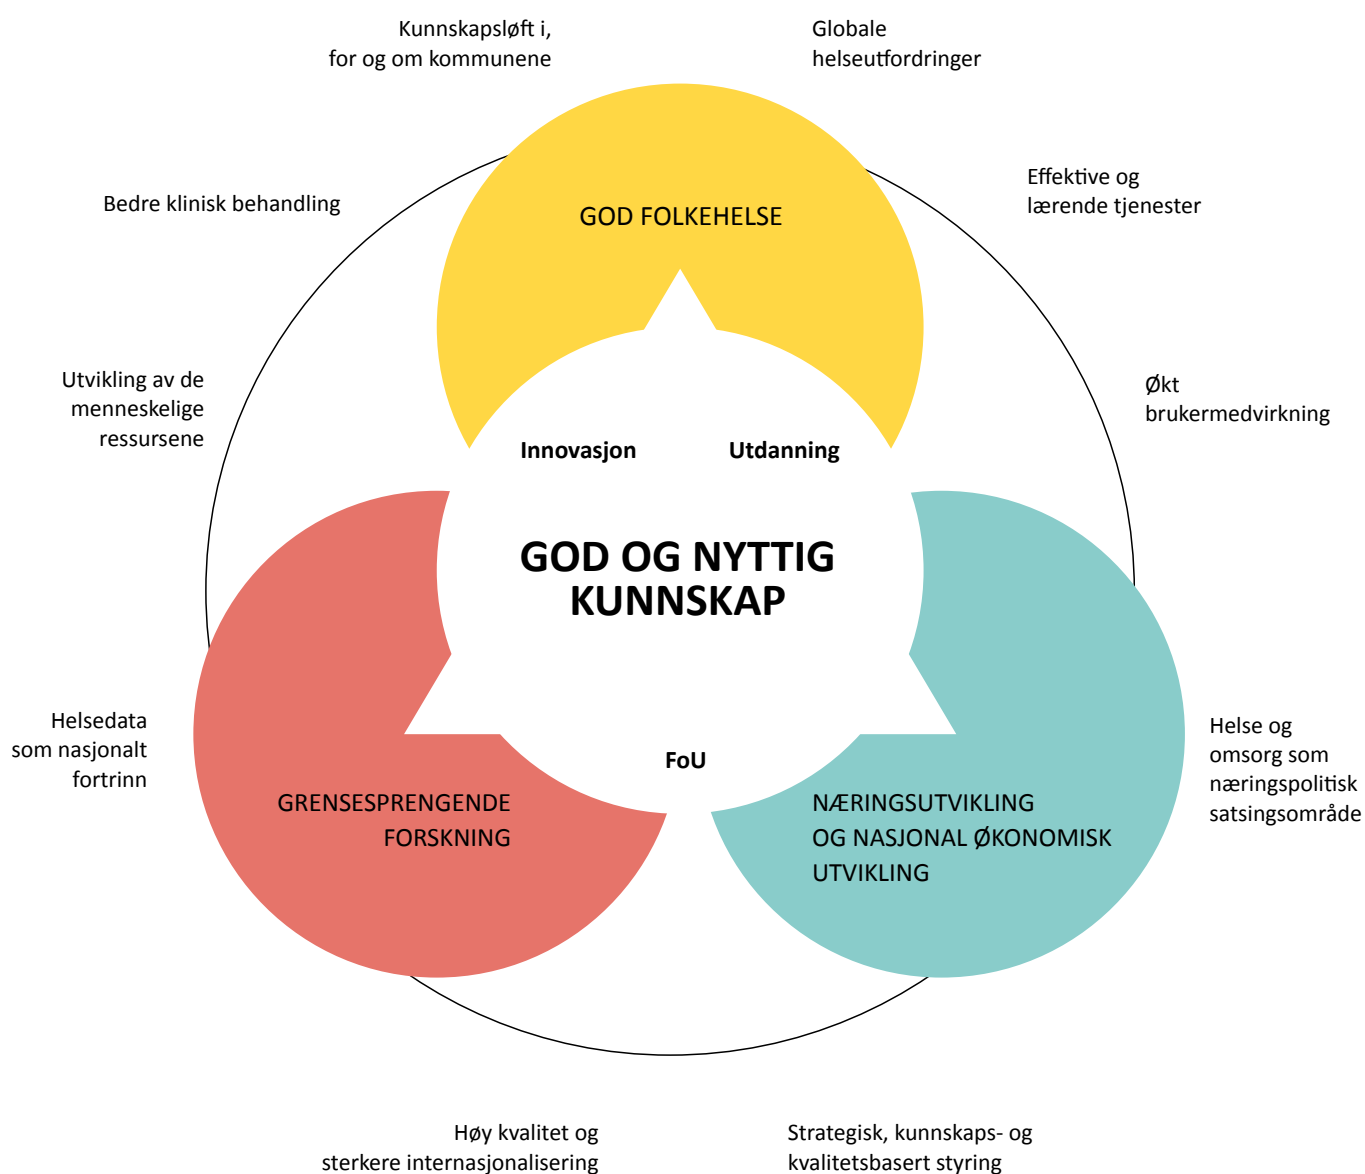 Kunnskapsløft i,
for og om kommunene
Globale
helseutfordringer
Bedre klinisk behandling
Effektive og
lærende tjenester
GOD FOLKEHELSE
Utvikling av de
menneskelige
ressursene
Økt
brukermedvirkning
Innovasjon
Utdanning
GOD OG NYTTIG
KUNNSKAP
FoU
Helsedata
som nasjonalt
fortrinn
Helse og
omsorg som
næringspolitisk
satsingsområde
GRENSESPRENGENDE
FORSKNING
NÆRINGSUTVIKLING
OG NASJONAL ØKONOMISK
UTVIKLING
Høy kvalitet og
sterkere internasjonalisering
Strategisk, kunnskaps- og
kvalitetsbasert styring